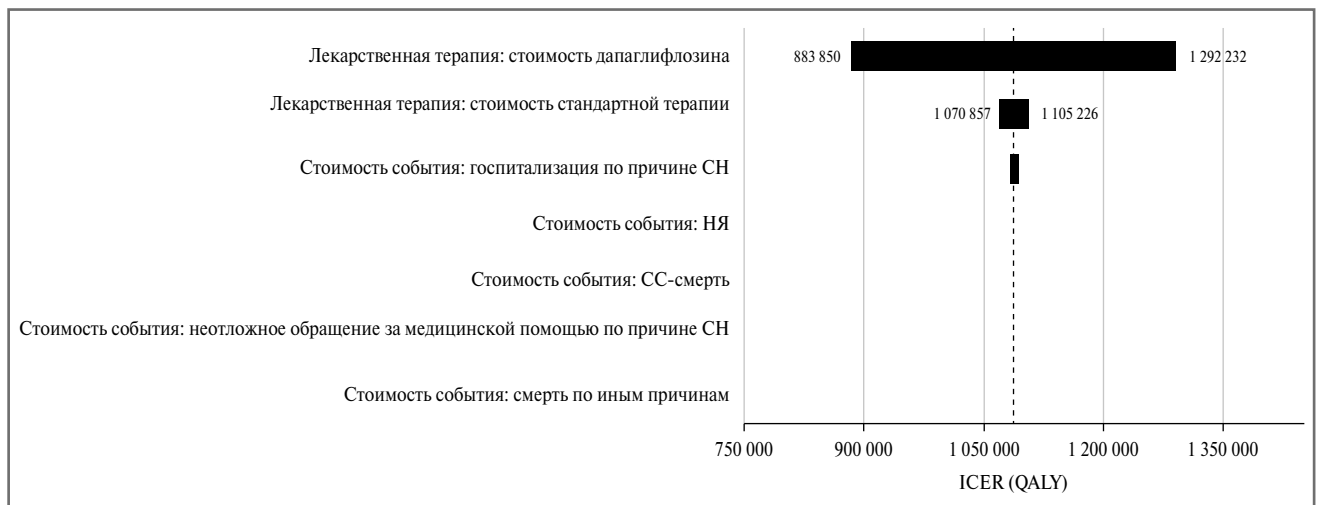 Лекарственная терапия: стоимость дапаглифлозина
883 850
1 292 232
Лекарственная терапия: стоимость стандартной терапии
1 070 857
1 105 226
Стоимость события: госпитализация по причине СН
Стоимость события: НЯ
Стоимость события: СС-смерть
Стоимость события: неотложное обращение за медицинской помощью по причине СН
Стоимость события: смерть по иным причинам
750 000
900 000
1 050 000
1 200 000
1 350 000
ICER (QALY)